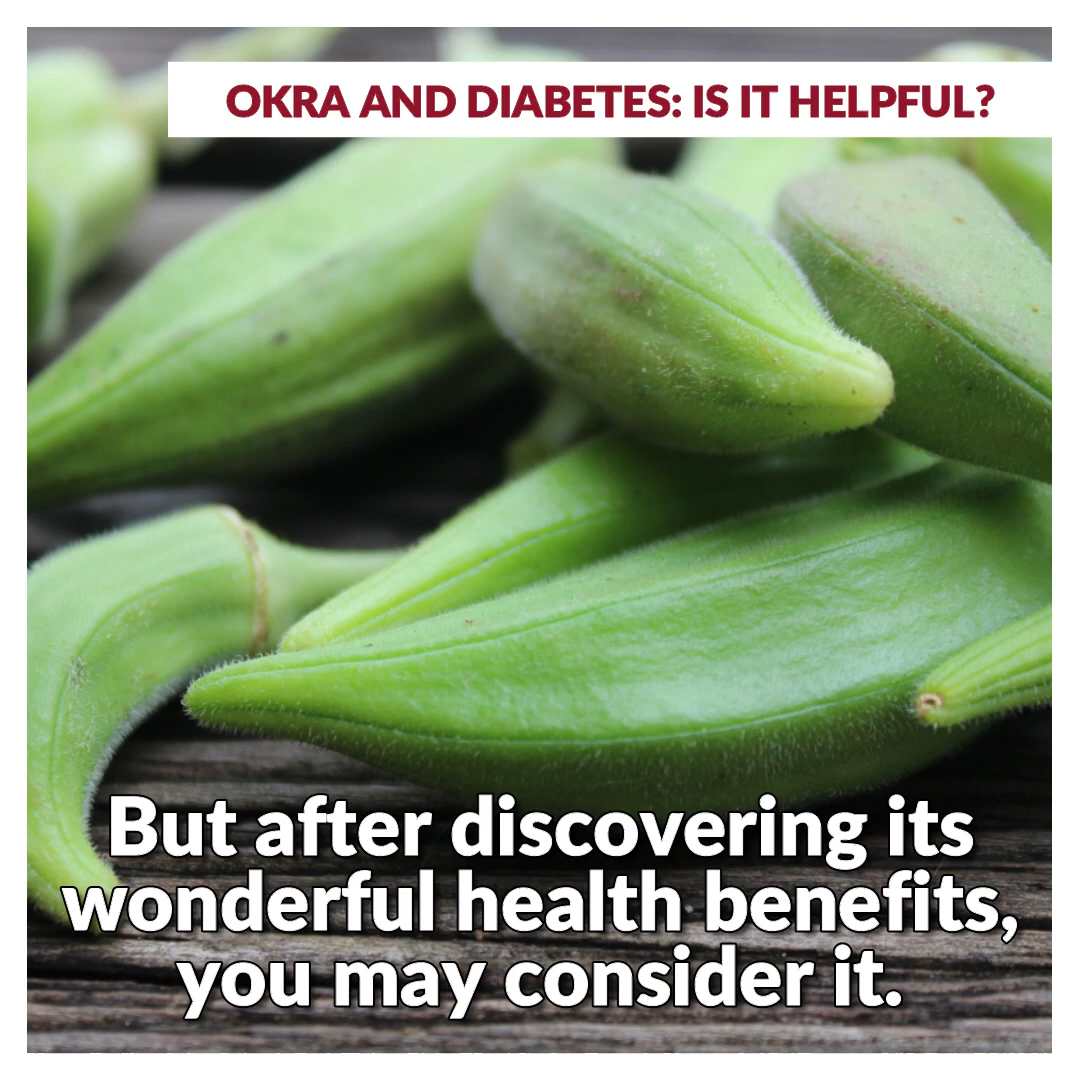 OKRA AND DIABETES: IS IT HELPFUL?
But after discovering its
wonderful health benefits,
you may consider it.